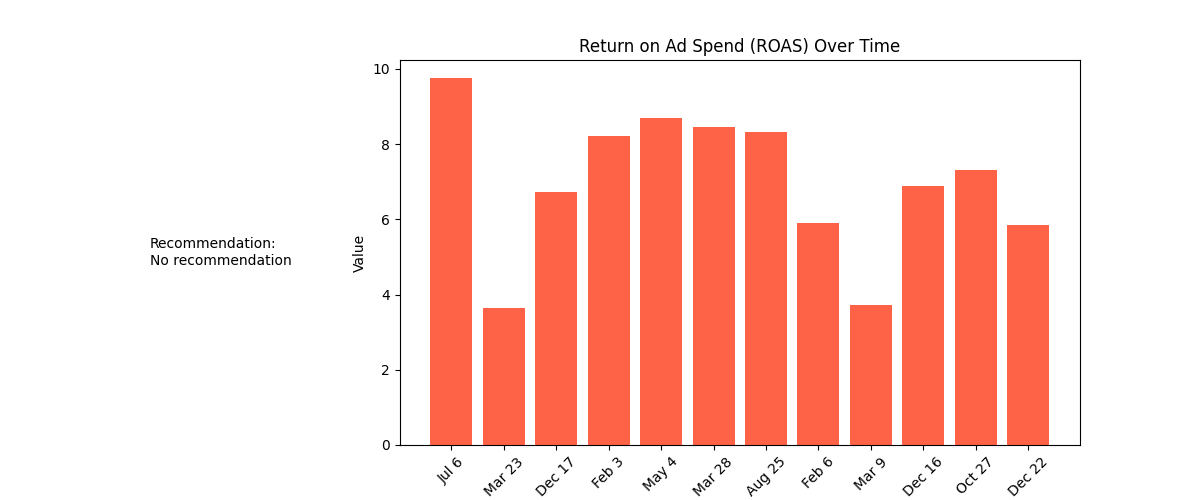 Return on Ad Spend (ROAS) Over Time
Recommendation:
No recommendation
Value
10
8
6
4
2
0
Jul 6
Mar 23
Dec 17
Feb 3
May 4
Mar 28
Aug 25
Feb 6
Mar 9
Dec 16
Oct 27
Dec 22